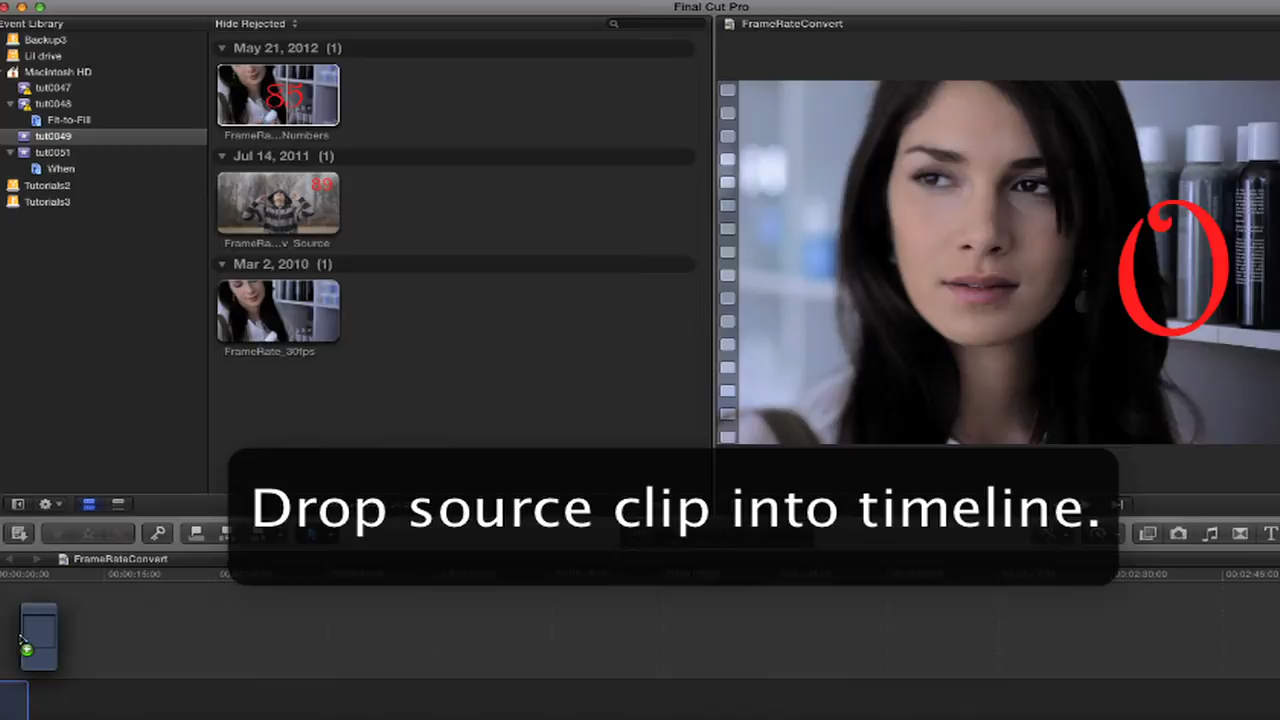 Final Cut Pro
Event Library
Hide Rejected
FrameRateConvert
Backup3
Lil drive
Macintosh HD
tut0047
tut0048
Fit-to-Fill
tut0049
tut0051
When
Tutorials2
Tutorials3
May 21, 2012 (1)
85
FrameRa...Numbers
Jul 14, 2011 (1)
FrameRa...v_Source
Mar 2, 2010 (1)
FrameRate_30fps
0
Drop source clip into timeline.
FrameRateConvert
00:00:00:00
00:00:15:00
00:02:30:00
00:02:45:00